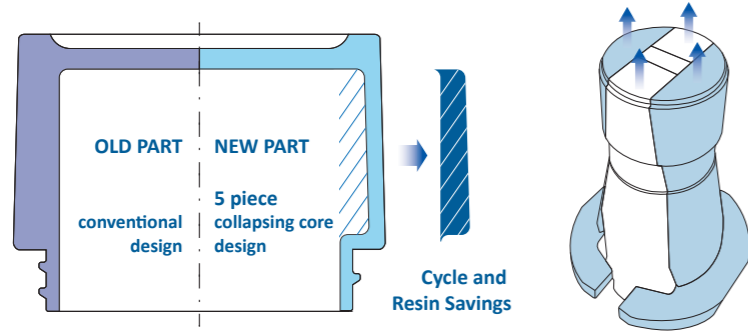 OLD PART
conventional
design
NEW PART
5 piece
collapsing core
design
Cycle and
Resin Savings